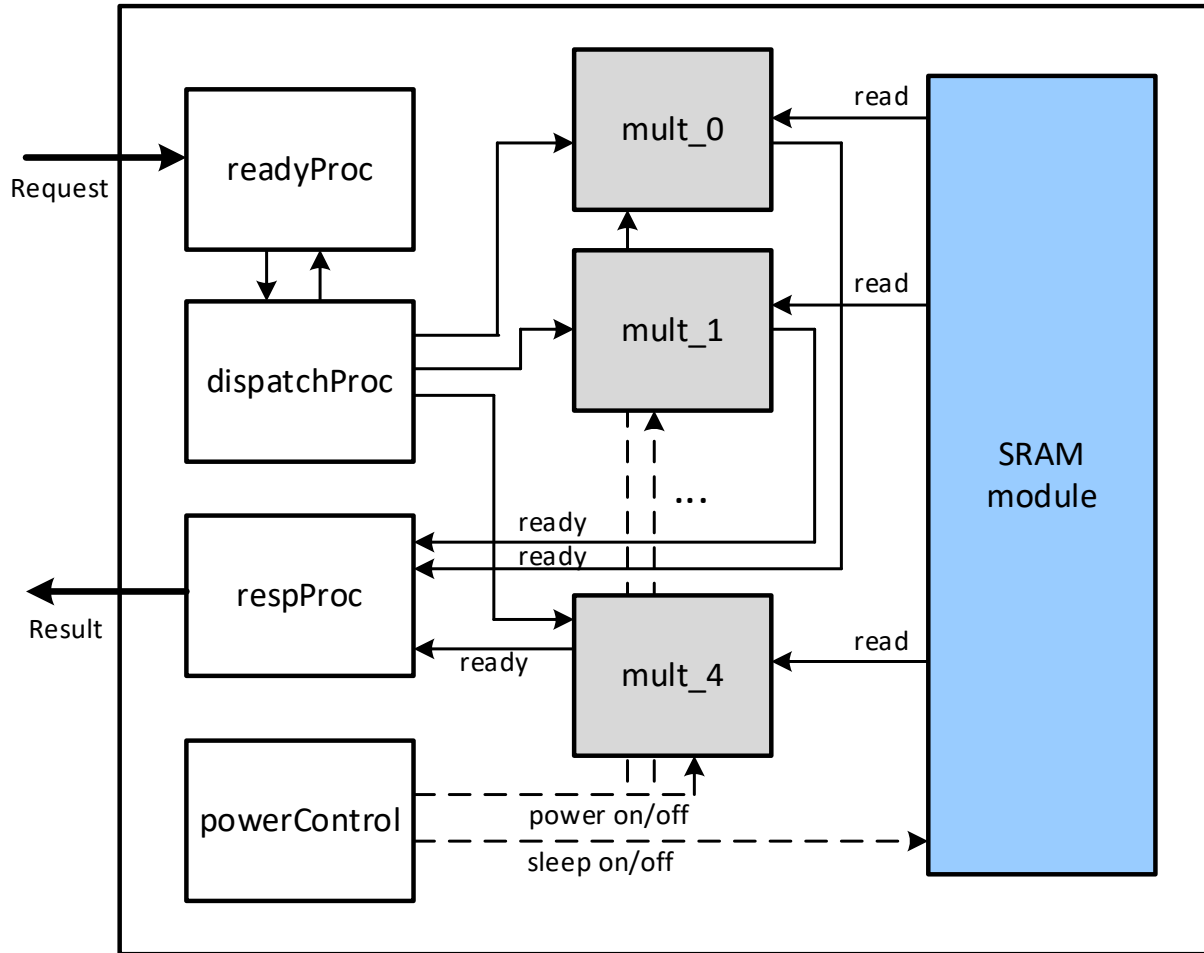 Request
readyProc
dispatchProc
respProc
Result
powerControl
mult_0
mult_1
...
mult_4
read
read
read
ready
ready
ready
power on/off
sleep on/off
SRAM
module